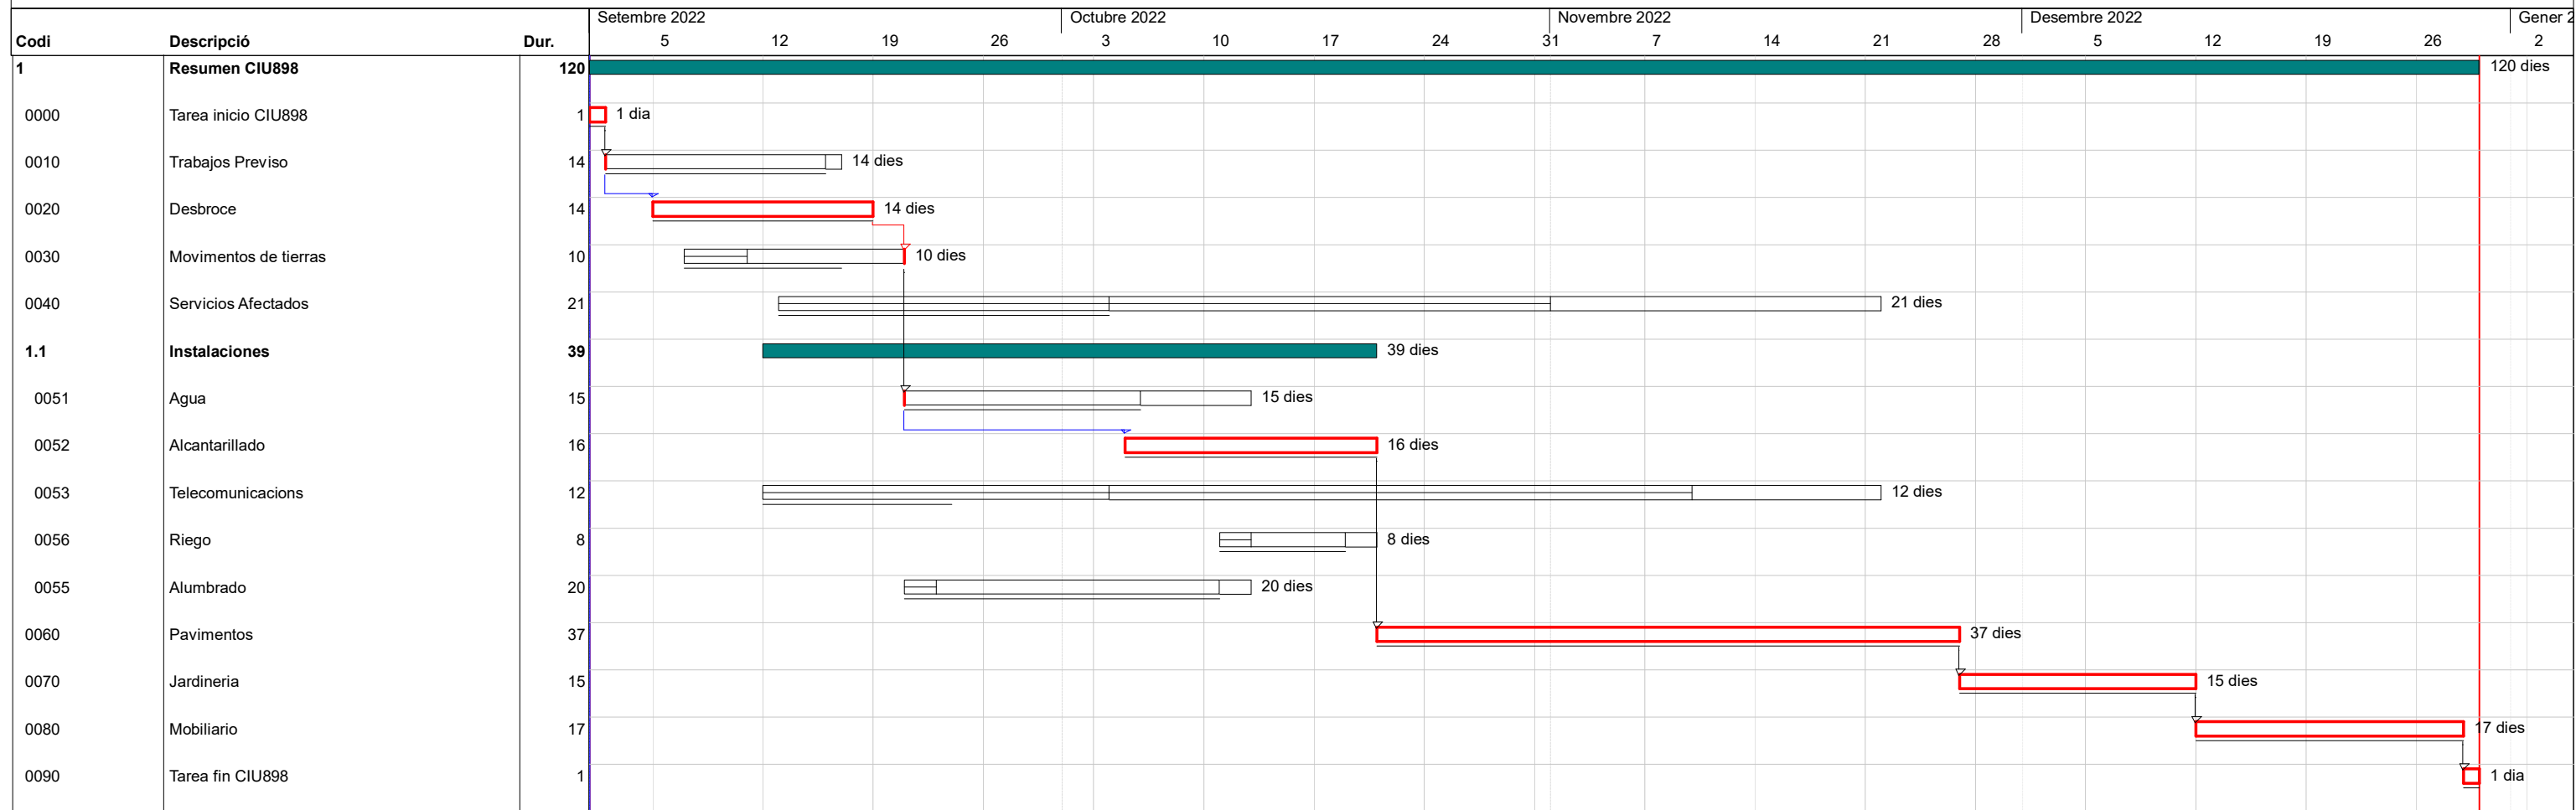 Setembre 2022 Octubre 2022 Novembre 2022 Desembre 2022 Gener 2
Codi Descripció Dur. 5 12 19 26 3 10 17 24 31 7 14 21 28 5 12 19 26 2
1 Resumen CIU898 120 120 dies
0000 Tarea inicio CIU898 1 1 dia
0010 Trabajos Previso 14 14 dies
0020 Desbroce 14 14 dies
0030 Movimentos de tierras 10 10 dies
0040 Servicios Afectados 21 21 dies
1.1 Instalaciones 39 39 dies
0051 Agua 15 15 dies
0052 Alcantarillado 16 16 dies
0053 Telecomunicacions 12 12 dies
0056 Riego 8 8 dies
0055 Alumbrado 20 20 dies
0060 Pavimentos 37 37 dies
0070 Jardineria 15 15 dies
0080 Mobiliario 17 17 dies
0090 Tarea fin CIU898 1 1 dia